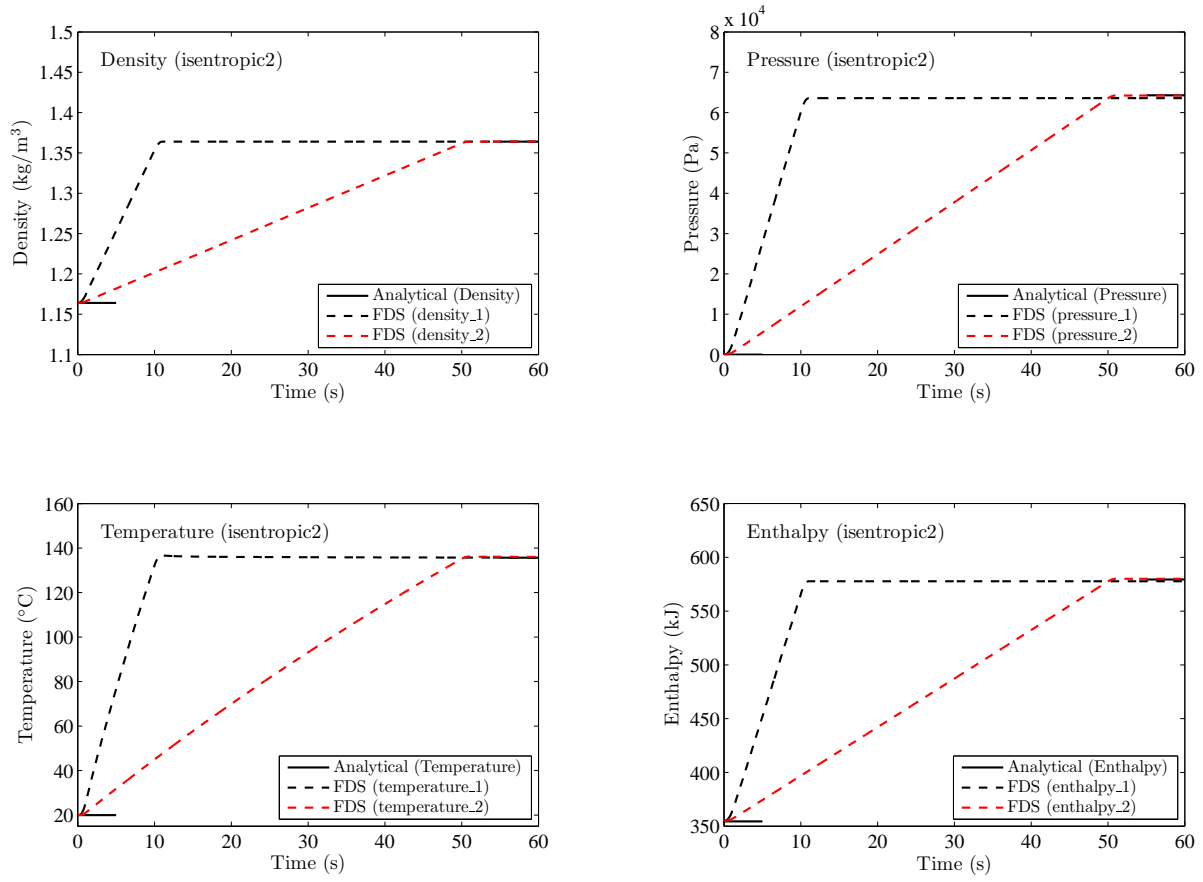 Density (isentropic2)
1.5
1.45
1.4
1.35
1.3
1.25
1.2
1.15
1.1
Density (kg/m³)
Analytical (Density)
FDS (density_1)
FDS (density_2)
0 10 20 30 40 50 60
Time (s)
x 10⁴
Pressure (isentropic2)
8
7
6
5
4
3
2
1
0
Pressure (Pa)
Analytical (Pressure)
FDS (pressure_1)
FDS (pressure_2)
0 10 20 30 40 50 60
Time (s)
Temperature (isentropic2)
160
140
120
100
80
60
40
20
Temperature (°C)
Analytical (Temperature)
FDS (temperature_1)
FDS (temperature_2)
0 10 20 30 40 50 60
Time (s)
Enthalpy (isentropic2)
650
600
550
500
450
400
350
Enthalpy (kJ)
Analytical (Enthalpy)
FDS (enthalpy_1)
FDS (enthalpy_2)
0 10 20 30 40 50 60
Time (s)